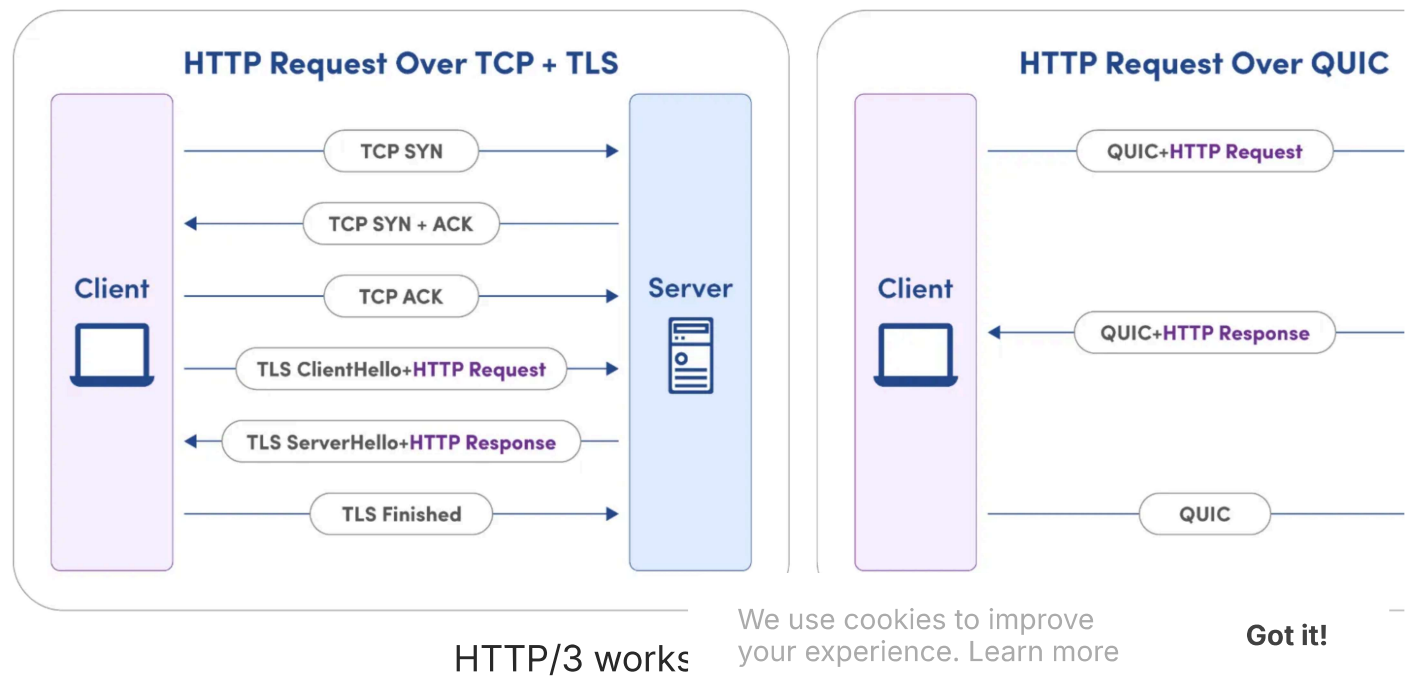 HTTP Request Over TCP + TLS
TCP SYN
TCP SYN + ACK
TCP ACK
TLS ClientHello+HTTP Request
TLS ServerHello+HTTP Response
TLS Finished
Client
Server
HTTP Request Over QUIC
QUIC+HTTP Request
QUIC+HTTP Response
QUIC
Client
HTTP/3 works
We use cookies to improve
your experience. Learn more
Got it!